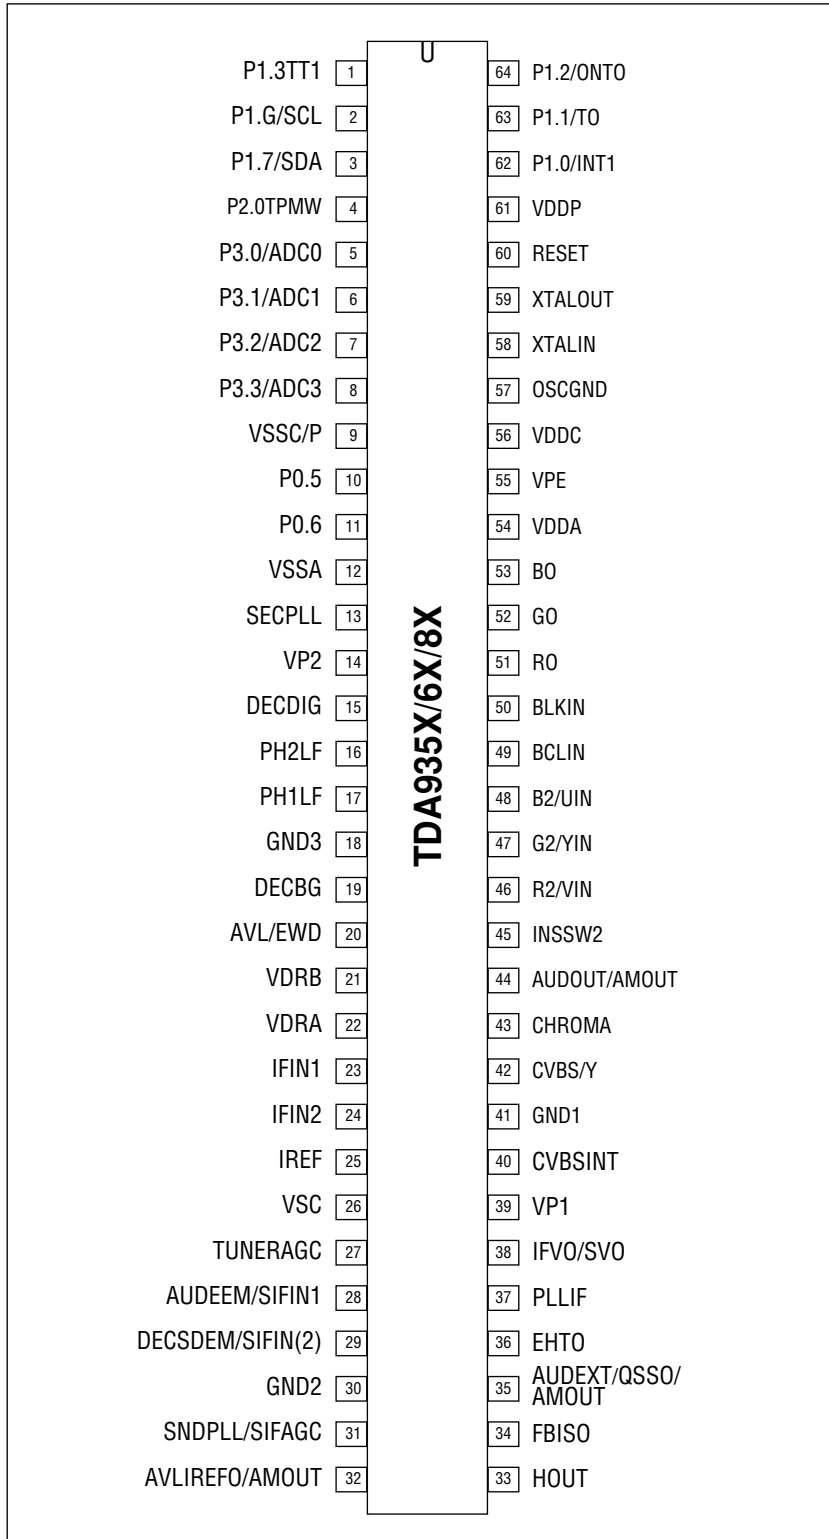 U
P1.3TT1 1
P1.G/SCL 2
P1.7/SDA 3
P2.0TPMW 4
P3.0/ADC0 5
P3.1/ADC1 6
P3.2/ADC2 7
P3.3/ADC3 8
VSSC/P 9
P0.5 10
P0.6 11
VSSA 12
SECPLL 13
VP2 14
DECDIG 15
PH2LF 16
PH1LF 17
GND3 18
DECBG 19
AVL/EWD 20
VDRB 21
VDRA 22
IFIN1 23
IFIN2 24
IREF 25
VSC 26
TUNERAGC 27
AUDEEM/SIFIN1 28
DECSDEM/SIFIN(2) 29
GND2 30
SNDPLL/SIFAGC 31
AVLIREFO/AMOUT 32
TDA935X/6X/8X
64 P1.2/ONTO
63 P1.1/TO
62 P1.0/INT1
61 VDDP
60 RESET
59 XTALOUT
58 XTALIN
57 OSCGND
56 VDDC
55 VPE
54 VDDA
53 BO
52 GO
51 RO
50 BLKIN
49 BCLIN
48 B2/UIN
47 G2/YIN
46 R2/VIN
45 INSSW2
44 AUDOUT/AMOUT
43 CHROMA
42 CVBS/Y
41 GND1
40 CVBSINT
39 VP1
38 IFVO/SVO
37 PLLIF
36 EHTO
35 AUDEXT/QSSO/
AMOUT
34 FBISO
33 HOUT